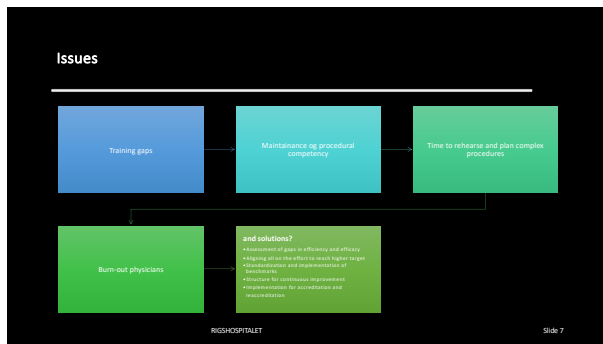 Issues
Training gaps
Maintainance og procedural
competency
Time to rehearse and plan complex
procedures
Burn-out physicians
and solutions?
•Assessment of gaps in efficiency and efficacy
•Aligning all on the effort to reach higher target
•Standardization and implementation of
benchmarks
•Structure for continuous improvement
•Implementation for accreditation and
reaccreditation
RIGSHOSPITALET
Slide 7